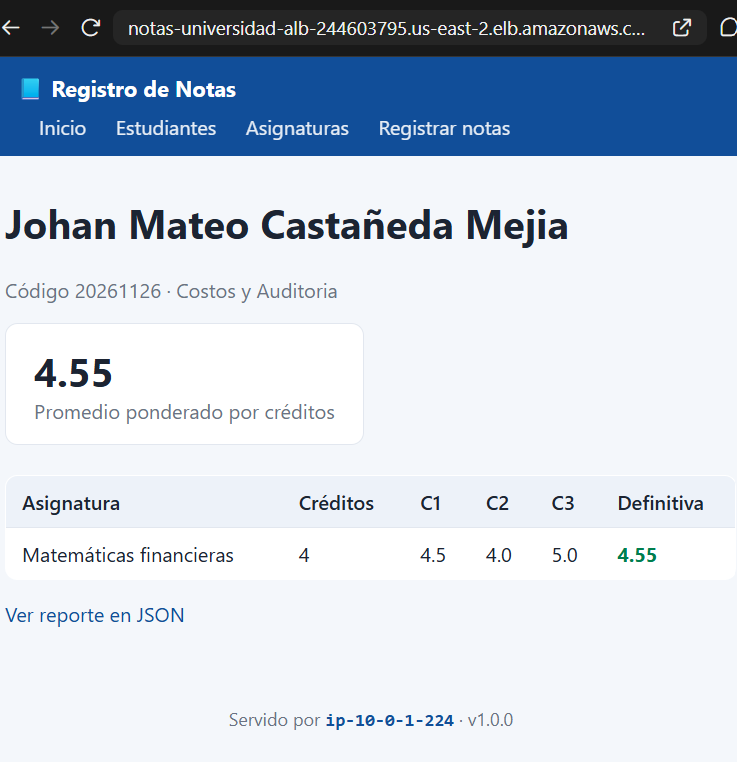 notas-universidad-alb-244603795.us-east-2.elb.amazonaws.c...
Registro de Notas
Inicio Estudiantes Asignaturas Registrar notas
Johan Mateo Castañeda Mejia
Código 20261126 · Costos y Auditoria
4.55
Promedio ponderado por créditos
Asignatura Créditos C1 C2 C3 Definitiva
Matemáticas financieras 4 4.5 4.0 5.0 4.55
Ver reporte en JSON
Servido por ip-10-0-1-224 · v1.0.0